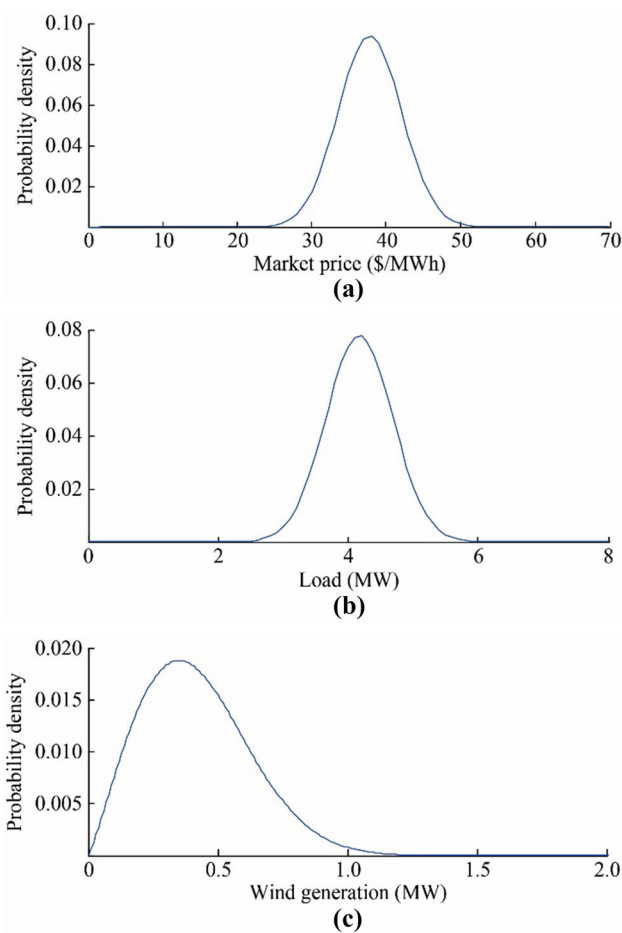 0.10
0.08
0.06
0.04
0.02
Probability density
0 10 20 30 40 50 60 70
Market price ($/MWh)
(a)
0.08
0.06
0.04
0.02
Probability density
0 2 4 6 8
Load (MW)
(b)
0.020
0.015
0.010
0.005
Probability density
0 0.5 1.0 1.5 2.0
Wind generation (MW)
(c)